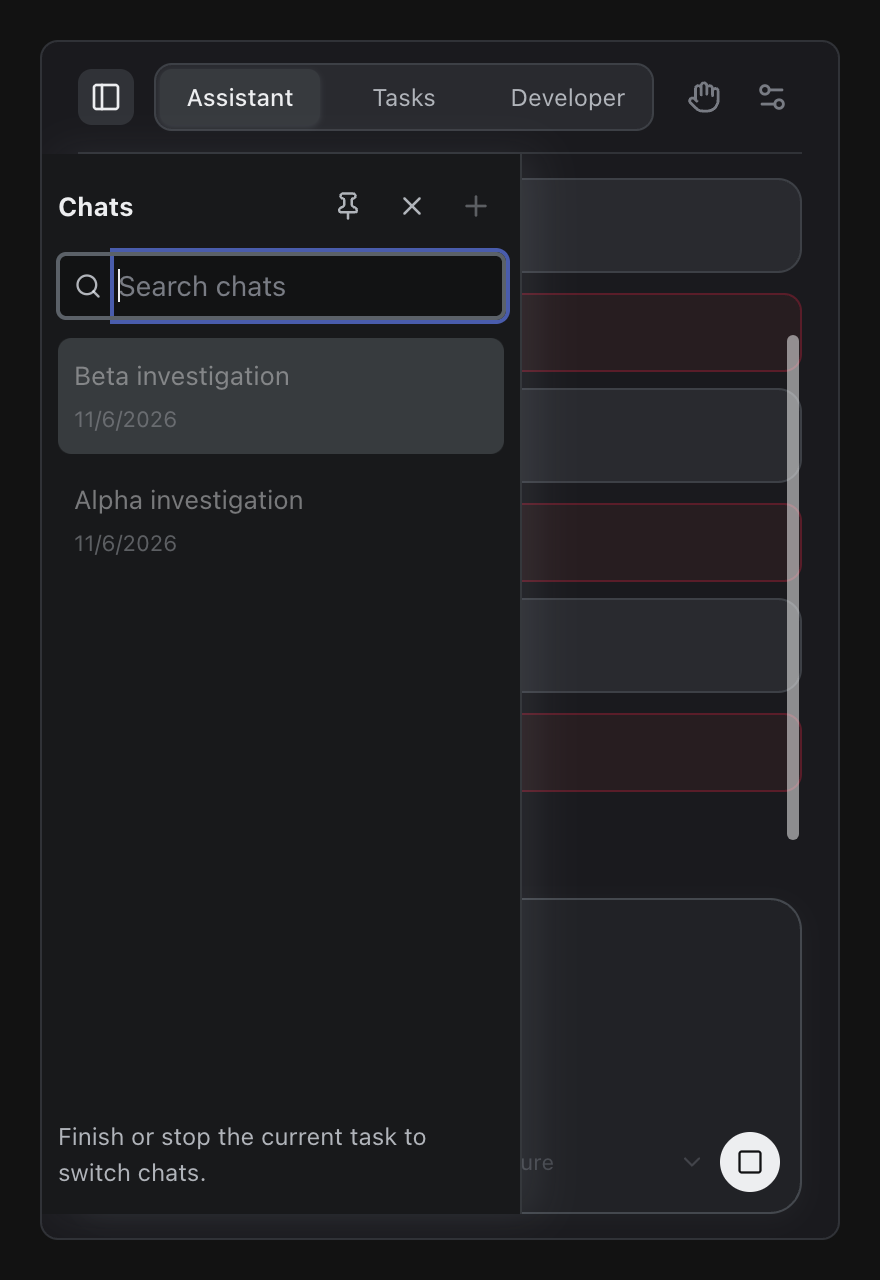 Assistant
Tasks
Developer
Chats
Search chats
Beta investigation
11/6/2026
Alpha investigation
11/6/2026
Finish or stop the current task to
switch chats.
ure